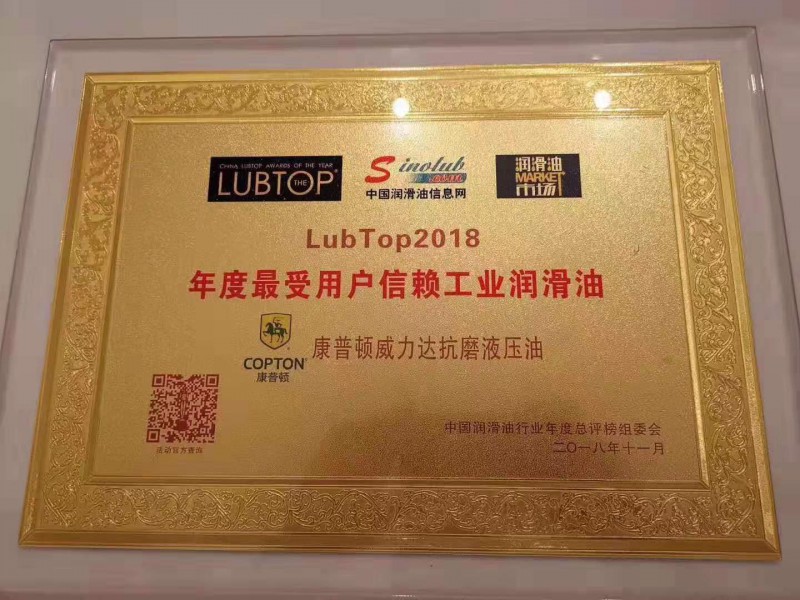 CHINA LUBTOP AWARDS OF THE YEAR
LUBTOP
THE
Sinolub
.com
中国润滑油信息网
润滑油
MARKET
市场
LubTop2018
年度最受用户信赖工业润滑油
COPTON
康普顿
康普顿威力达抗磨液压油
中国润滑油行业年度总评榜组委会
二〇一八年十一月